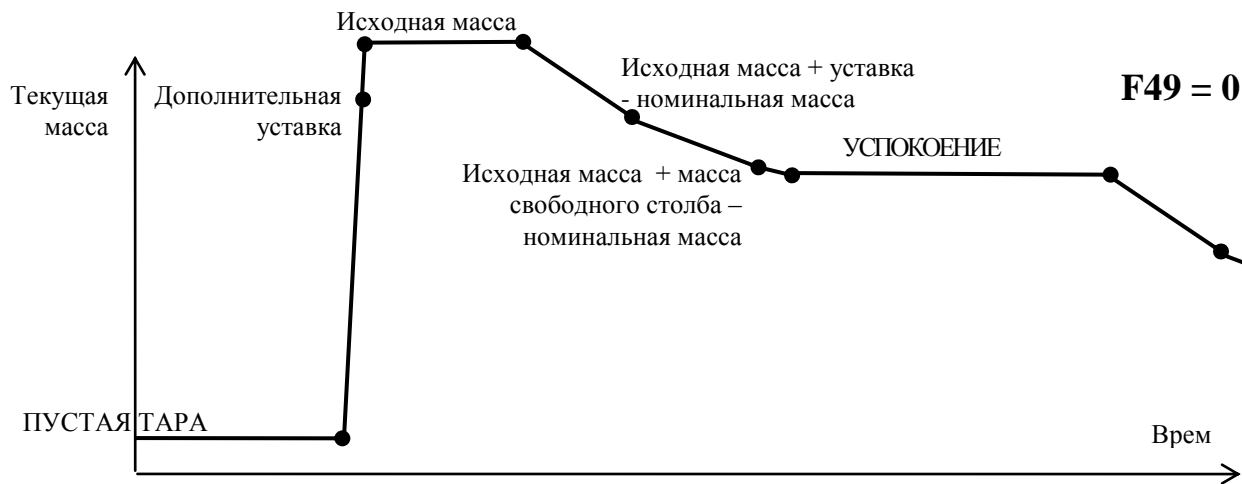 Исходная масса
Текущая
масса
Дополнительная
уставка
Исходная масса + уставка
- номинальная масса
F49 = 0
УСПОКОЕНИЕ
Исходная масса + масса
свободного столба –
номинальная масса
ПУСТАЯ ТАРА
Врем